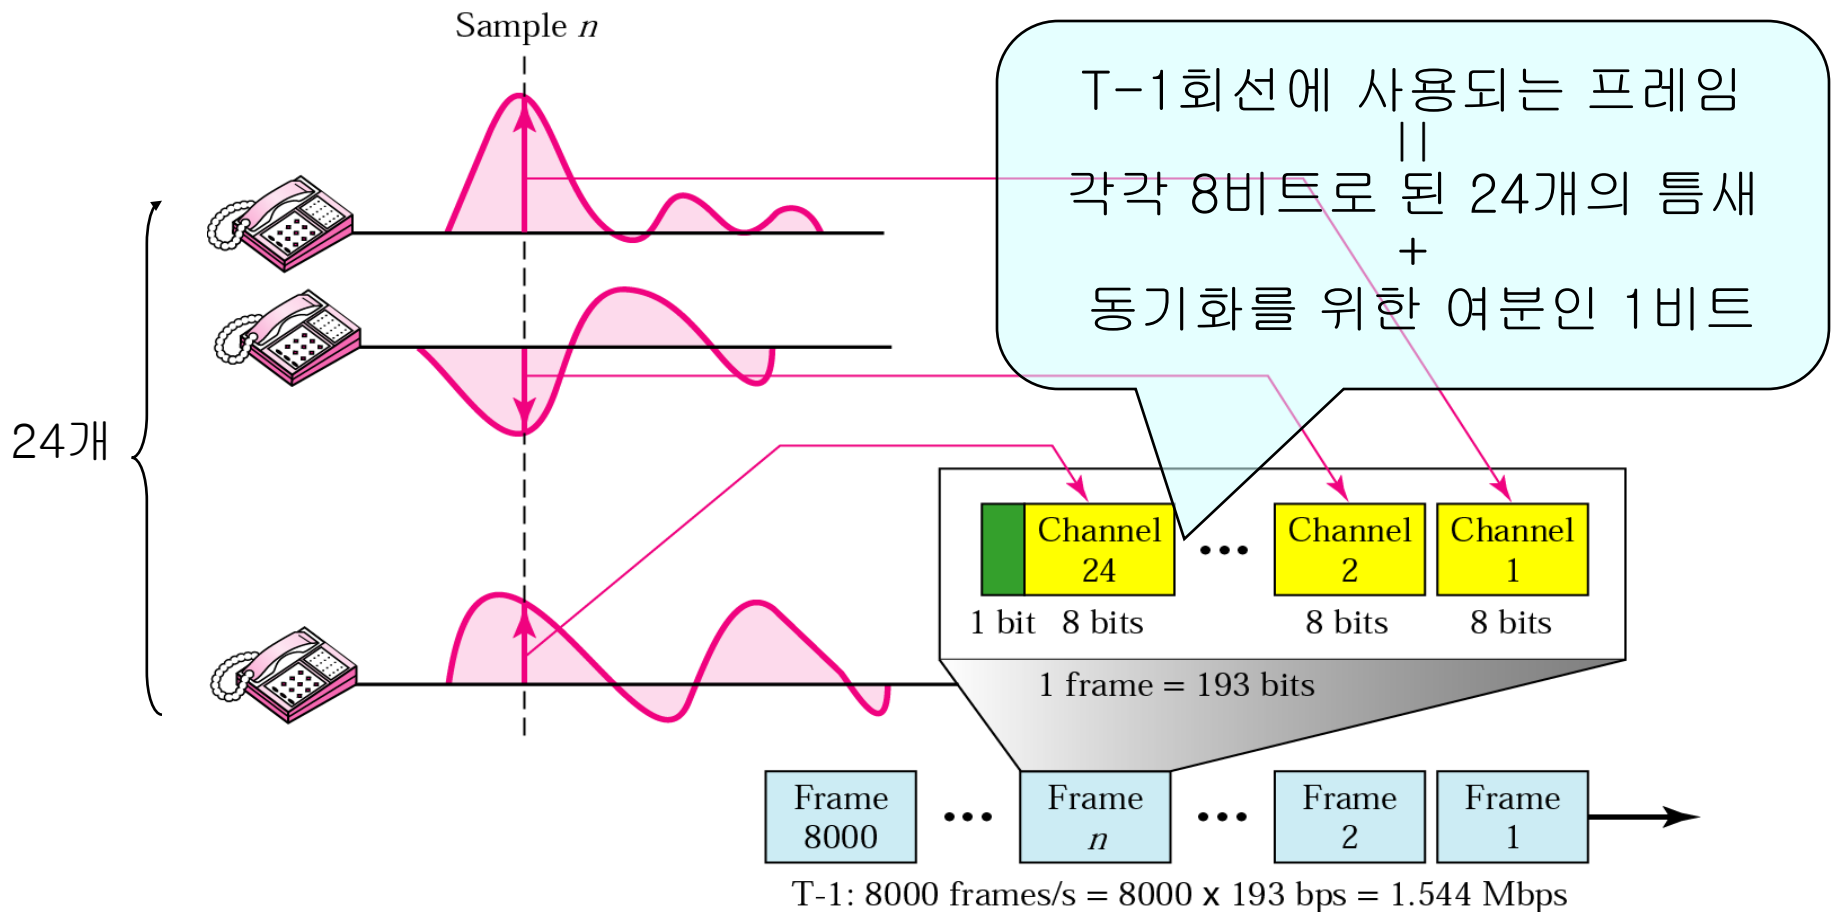 Sample n
T-1회선에 사용되는 프레임
||
각각 8비트로 된 24개의 틈새
+
동기화를 위한 여분인 1비트
24개
Channel
24
...
Channel
2
Channel
1
1 bit
8 bits
8 bits
8 bits
1 frame = 193 bits
Frame
8000
...
Frame
n
...
Frame
2
Frame
1
T-1: 8000 frames/s = 8000 x 193 bps = 1.544 Mbps